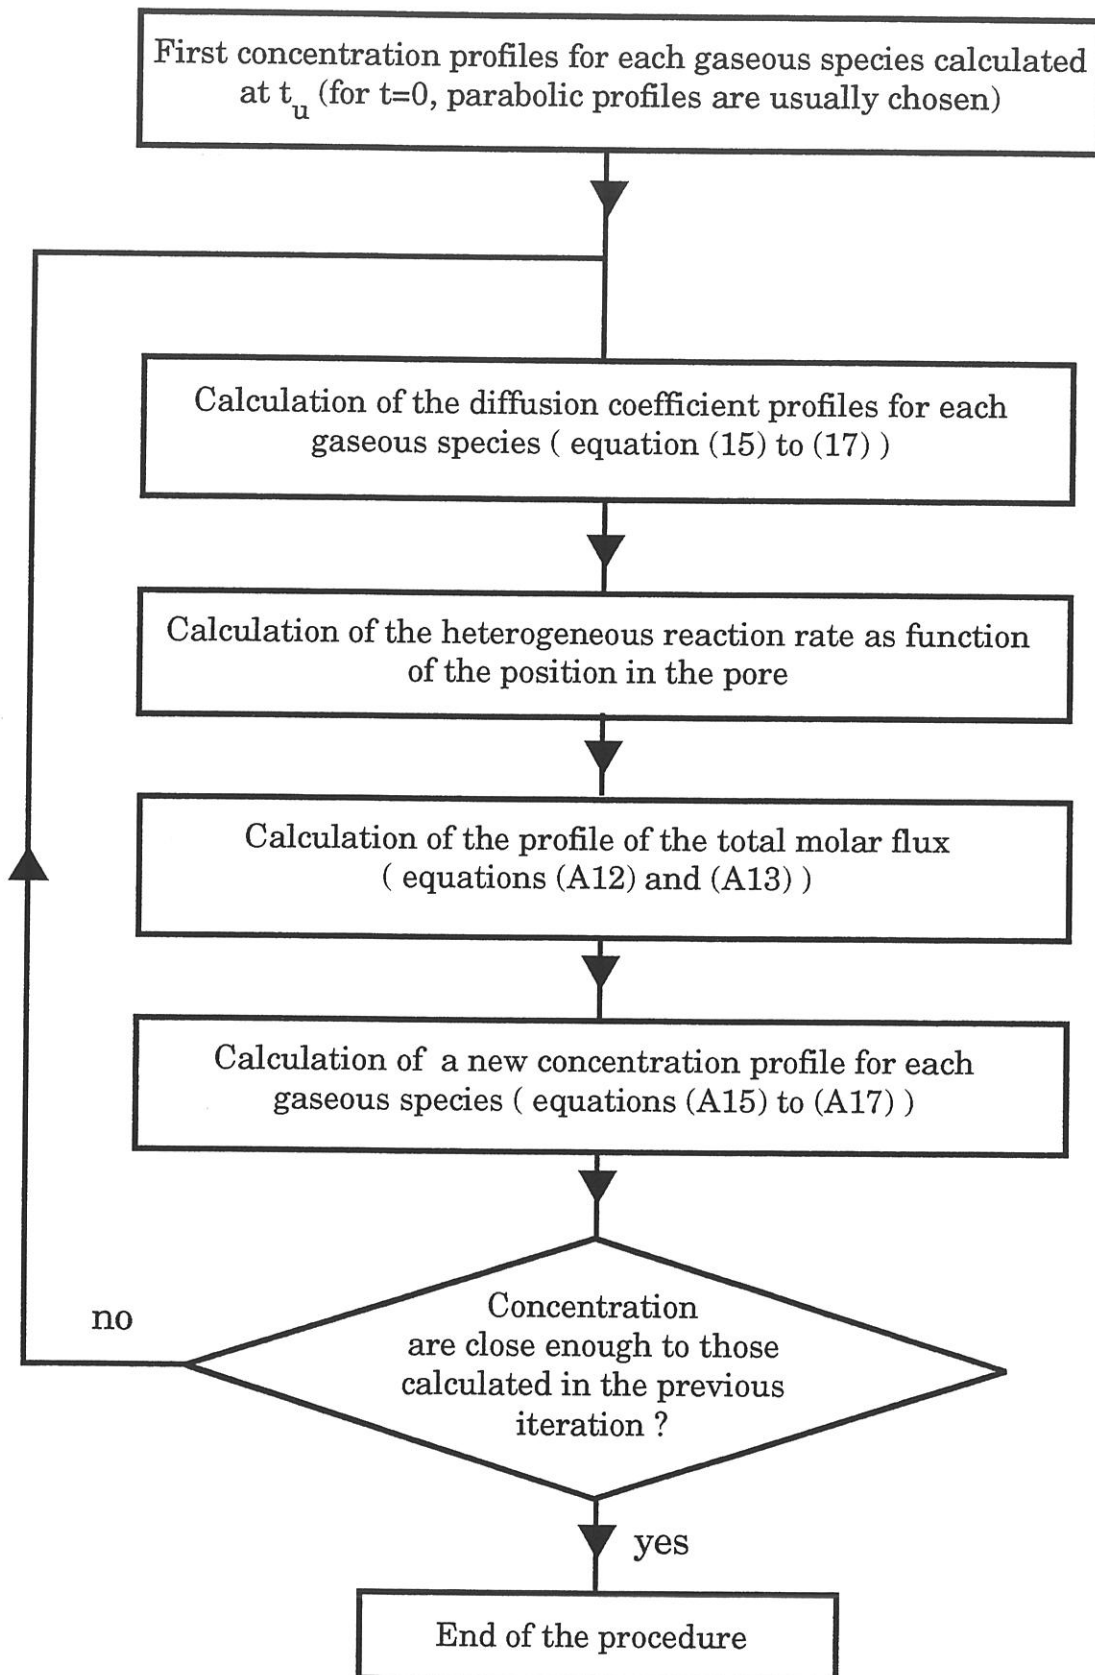 First concentration profiles for each gaseous species calculated
at t_u (for t=0, parabolic profiles are usually chosen)
Calculation of the diffusion coefficient profiles for each
gaseous species ( equation (15) to (17) )
Calculation of the heterogeneous reaction rate as function
of the position in the pore
Calculation of the profile of the total molar flux
( equations (A12) and (A13) )
Calculation of a new concentration profile for each
gaseous species ( equations (A15) to (A17) )
Concentration
are close enough to those
calculated in the previous
iteration ?
no
yes
End of the procedure